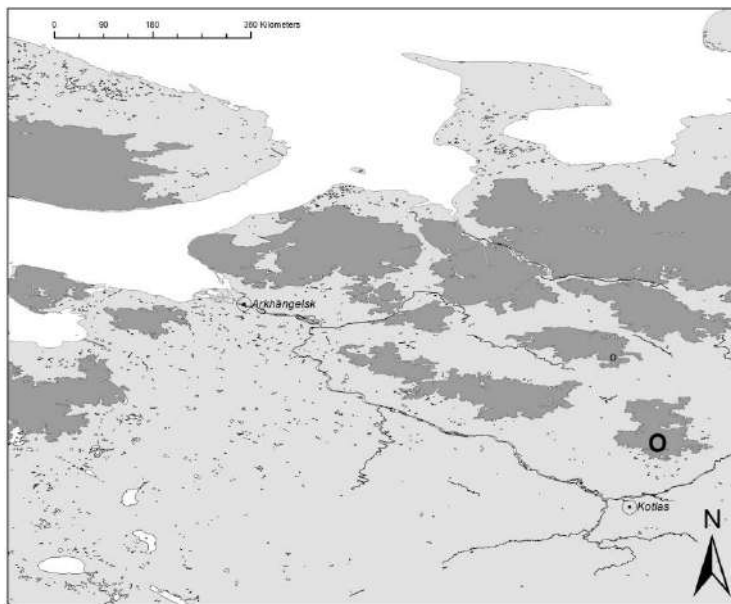 0 90 180 360 Kilometers
Arkhangelsk
o
O
Kotlas
N